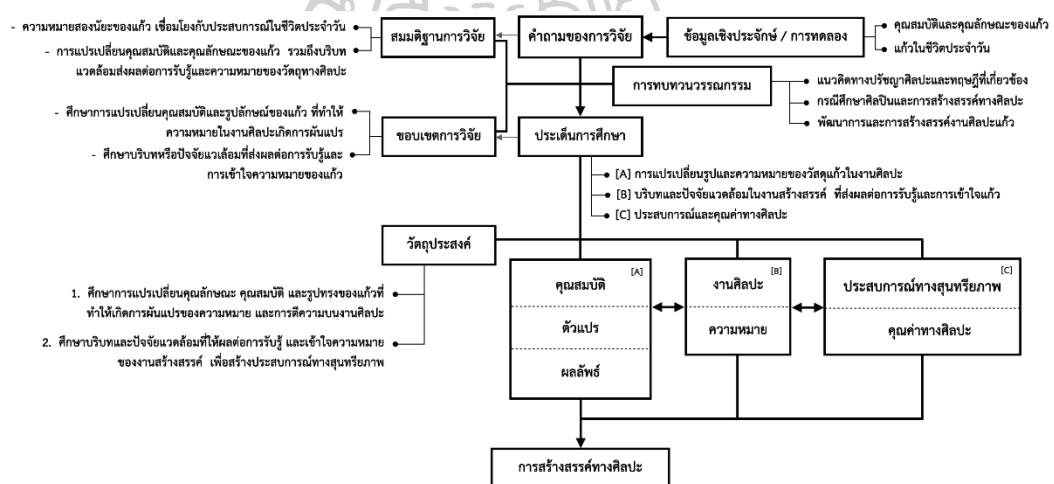 - ความหมายสองนัยะของแก้ว เชื่อมโยงกับประสบการณ์ในชีวิตประจำวัน
- การแปรเปลี่ยนคุณสมบัติและคุณลักษณะของแก้ว รวมถึงบริบท
แวดล้อมส่งผลต่อการรับรู้และความหมายของวัตถุทางศิลปะ
สมมติฐานการวิจัย
คำถามของการวิจัย
ข้อมูลเชิงประจักษ์ / การทดลอง
คุณสมบัติและคุณลักษณะของแก้ว
แก้วในชีวิตประจำวัน
การทบทวนวรรณกรรม
แนวคิดทางปรัชญาศิลปะและทฤษฎีที่เกี่ยวข้อง
กรณีศึกษาศิลปินและการสร้างสรรค์ทางศิลปะ
พัฒนาการและการสร้างสรรค์งานศิลปะแก้ว
- ศึกษาการแปรเปลี่ยนคุณสมบัติและรูปลักษณ์ของแก้ว ที่ทำให้
ความหมายในงานศิลปะเกิดการผันแปร
- ศึกษาบริบทหรือปัจจัยแวเล้อมที่ส่งผลต่อการรับรู้และ
การเข้าใจความหมายของแก้ว
ขอบเขตการวิจัย
ประเด็นการศึกษา
[A] การแปรเปลี่ยนรูปและความหมายของวัสดุแก้วในงานศิลปะ
[B] บริบทและปัจจัยแวดล้อมในงานสร้างสรรค์ ที่ส่งผลต่อการรับรู้และการเข้าใจแก้ว
[C] ประสบการณ์และคุณค่าทางศิลปะ
วัตถุประสงค์
1. ศึกษาการแปรเปลี่ยนคุณลักษณะ คุณสมบัติ และรูปทรงของแก้วที่
ทำให้เกิดการผันแปรของความหมาย และการตีความบนงานศิลปะ
2. ศึกษาบริบทและปัจจัยแวดล้อมที่ให้ผลต่อการรับรู้ และเข้าใจความหมาย
ของงานสร้างสรรค์ เพื่อสร้างประสบการณ์ทางสุนทรียภาพ
[A]
คุณสมบัติ
ตัวแปร
ผลลัพธ์
[B]
งานศิลปะ
ความหมาย
[C]
ประสบการณ์ทางสุนทรียภาพ
คุณค่าทางศิลปะ
การสร้างสรรค์ทางศิลปะ